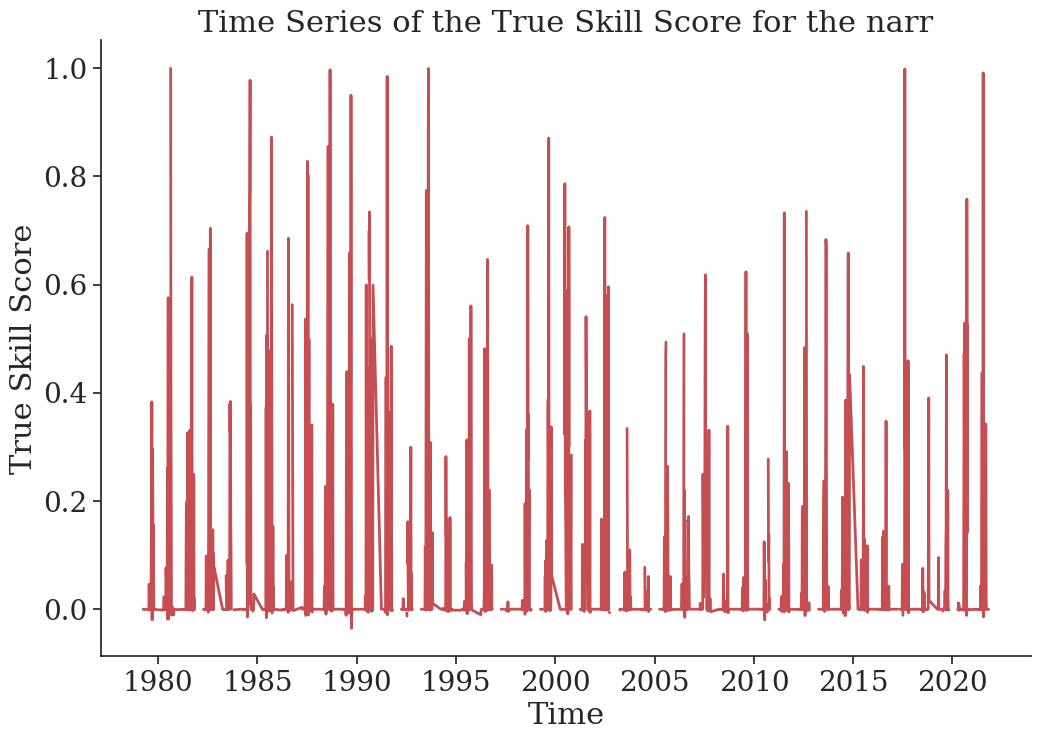 Time Series of the True Skill Score for the narr
True Skill Score
1.0
0.8
0.6
0.4
0.2
0.0
1980 1985 1990 1995 2000 2005 2010 2015 2020
Time